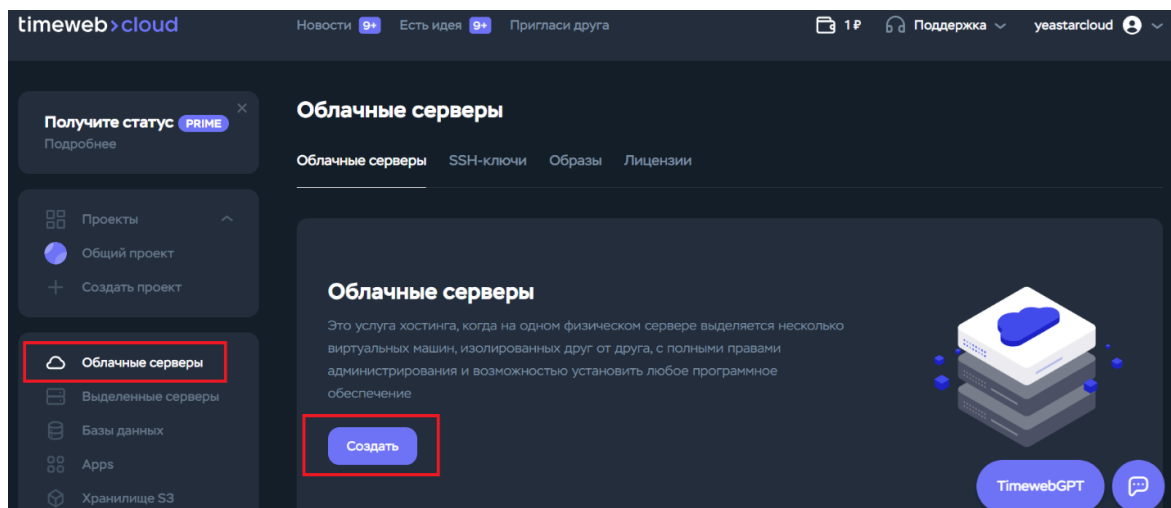 timeweb>cloud
Новости 9+ Есть идея 9+ Пригласи друга
1 ₽ Поддержка yeastarcloud
Получите статус PRIME
Подробнее
Проекты
Общий проект
Создать проект
Облачные серверы
Выделенные серверы
Базы данных
Apps
Хранилище S3
Облачные серверы
Облачные серверы SSH-ключи Образы Лицензии
Облачные серверы
Это услуга хостинга, когда на одном физическом сервере выделяется несколько
виртуальных машин, изолированных друг от друга, с полными правами
администрирования и возможностью установить любое программное
обеспечение
Создать
TimewebGPT